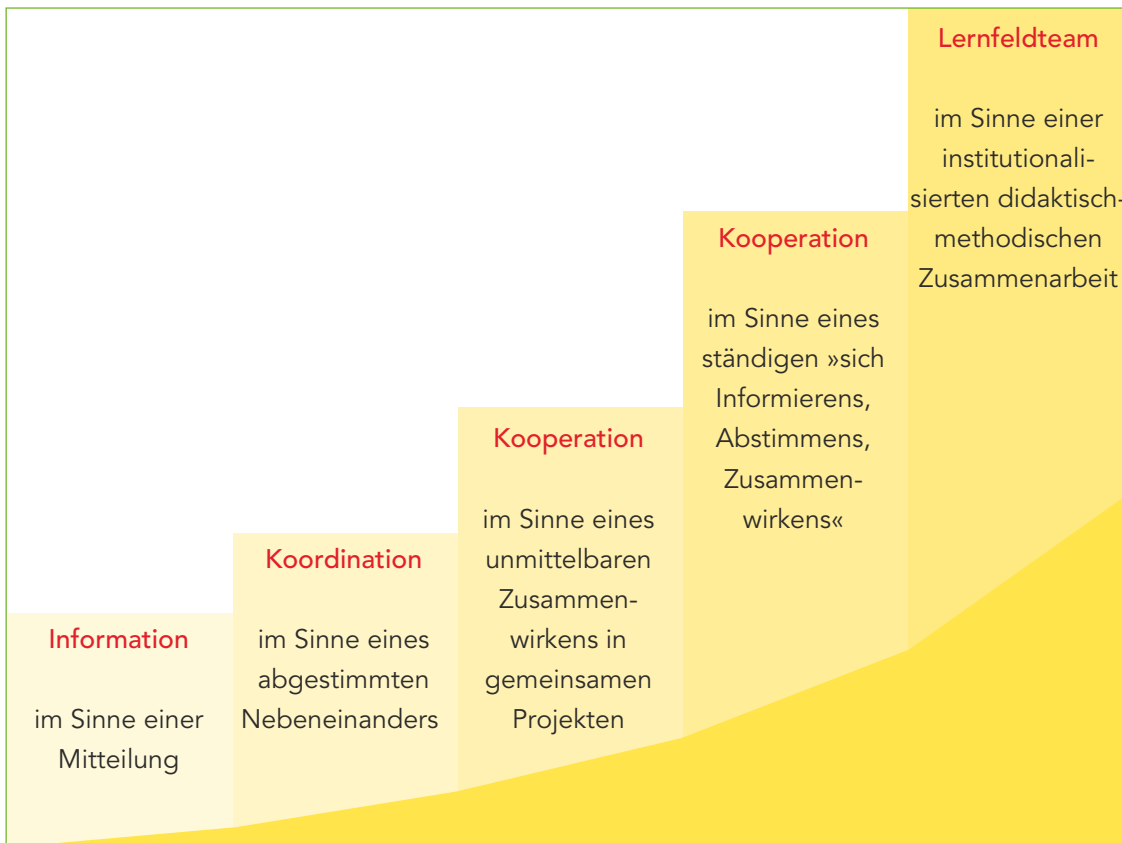 Information
im Sinne einer
Mitteilung
Koordination
im Sinne eines
abgestimmten
Nebeneinanders
Kooperation
im Sinne eines
unmittelbaren
Zusammen-
wirkens in
gemeinsamen
Projekten
Kooperation
im Sinne eines
ständigen »sich
Informierens,
Abstimmens,
Zusammen-
wirkens«
Lernfeldteam
im Sinne einer
institutionali-
sierten didaktisch-
methodischen
Zusammenarbeit